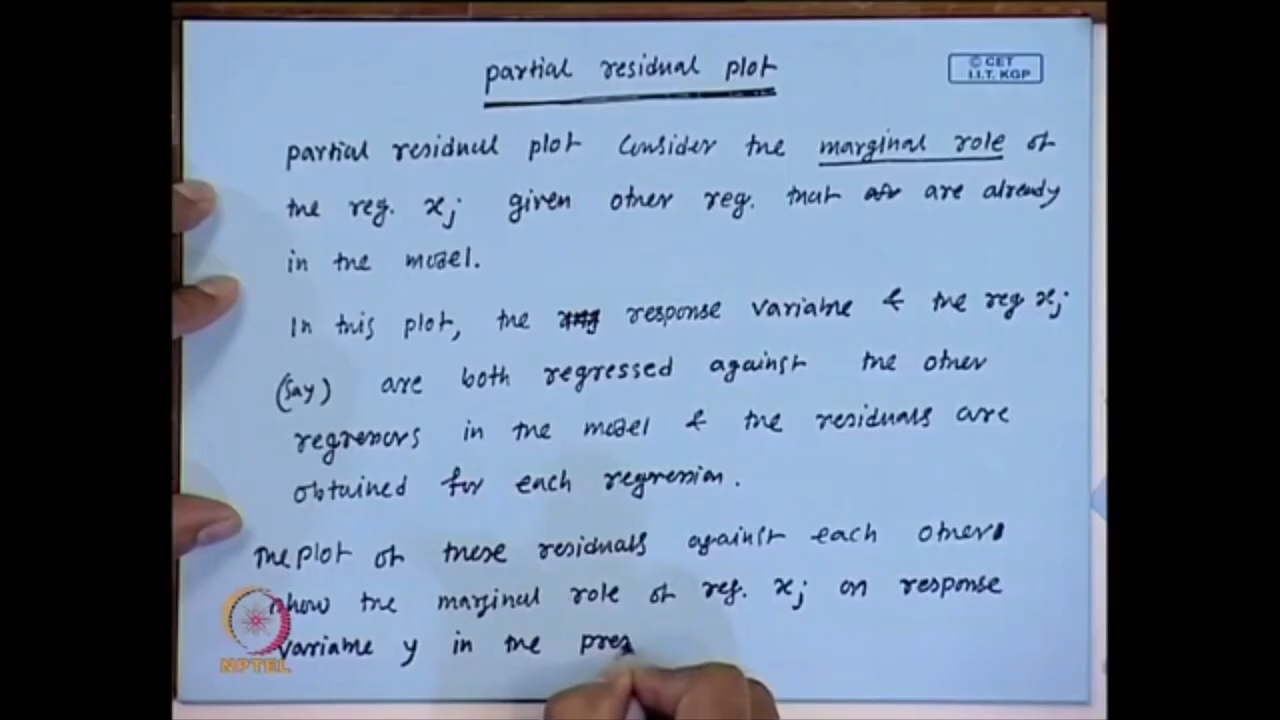 partial residual plot
© CET
I.I.T. KGP
partial residual plot consider the marginal role of
the reg. xj given other reg. that are already
in the model.
In this plot, the response variable & the reg xj
(say) are both regressed against the other
regressors in the model & the residuals are
obtained for each regression.
The plot of these residuals against each other
show the marginal role of reg. xj on response
variable y in the pres
NPTEL